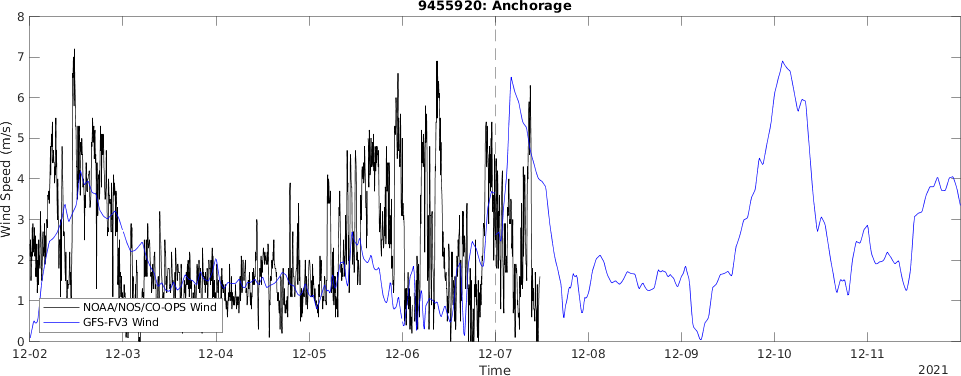 9455920: Anchorage
8
7
6
5
4
3
2
1
0
Wind Speed (m/s)
NOAA/NOS/CO-OPS Wind
GFS-FV3 Wind
12-02 12-03 12-04 12-05 12-06 12-07 12-08 12-09 12-10 12-11
Time
2021